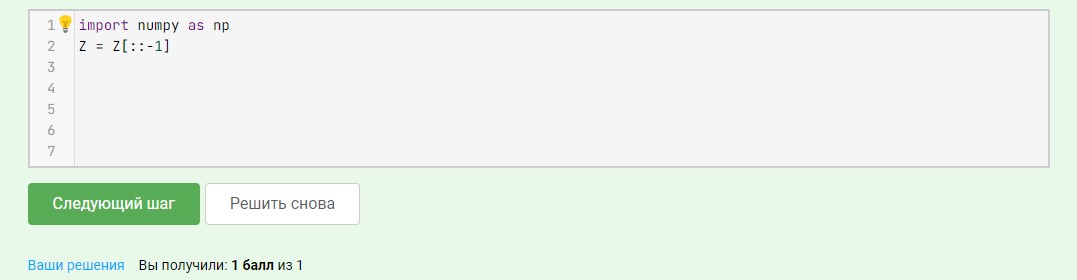 1 import numpy as np
2 Z = Z[::-1]
3
4
5
6
7
Следующий шаг Решить снова
Ваши решения Вы получили: 1 балл из 1